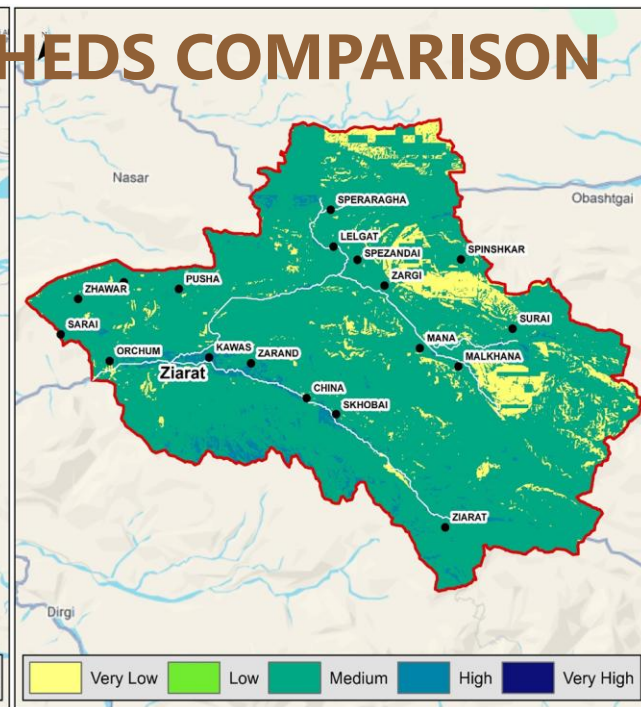 HEDS COMPARISON
Nasar
Obashtgai
SPERARAGHA
LELGAT
SPEZANDAI
SPINSHKAR
ZARGI
PUSHA
ZHAWAR
SURAI
SARAI
MANA
KAWAS
ZARAND
ORCHUM
MALKHANA
Ziarat
CHINA
SKHOBAI
ZIARAT
Dirgi
Very Low Low Medium High Very High